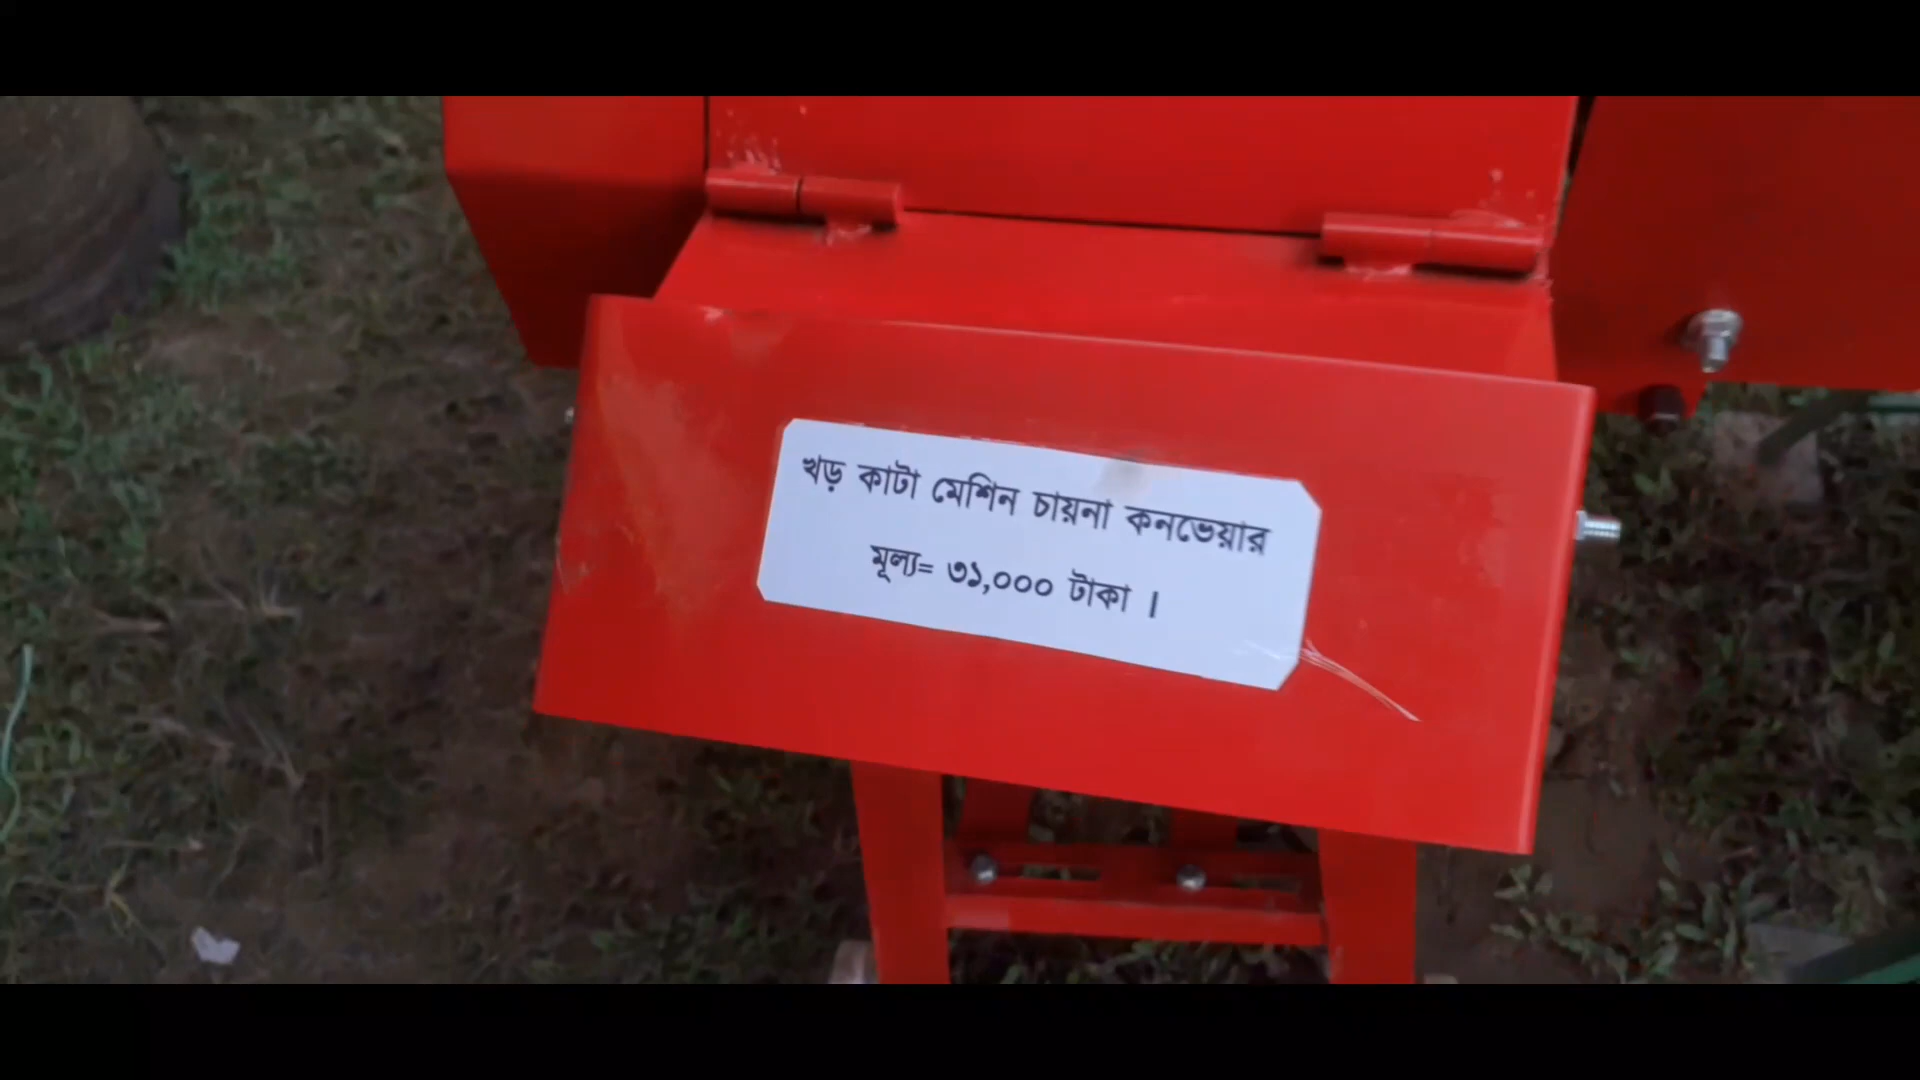 খড় কাটা মেশিন চায়না কনভেয়ার
মূল্য= ৩১,০০০ টাকা ।